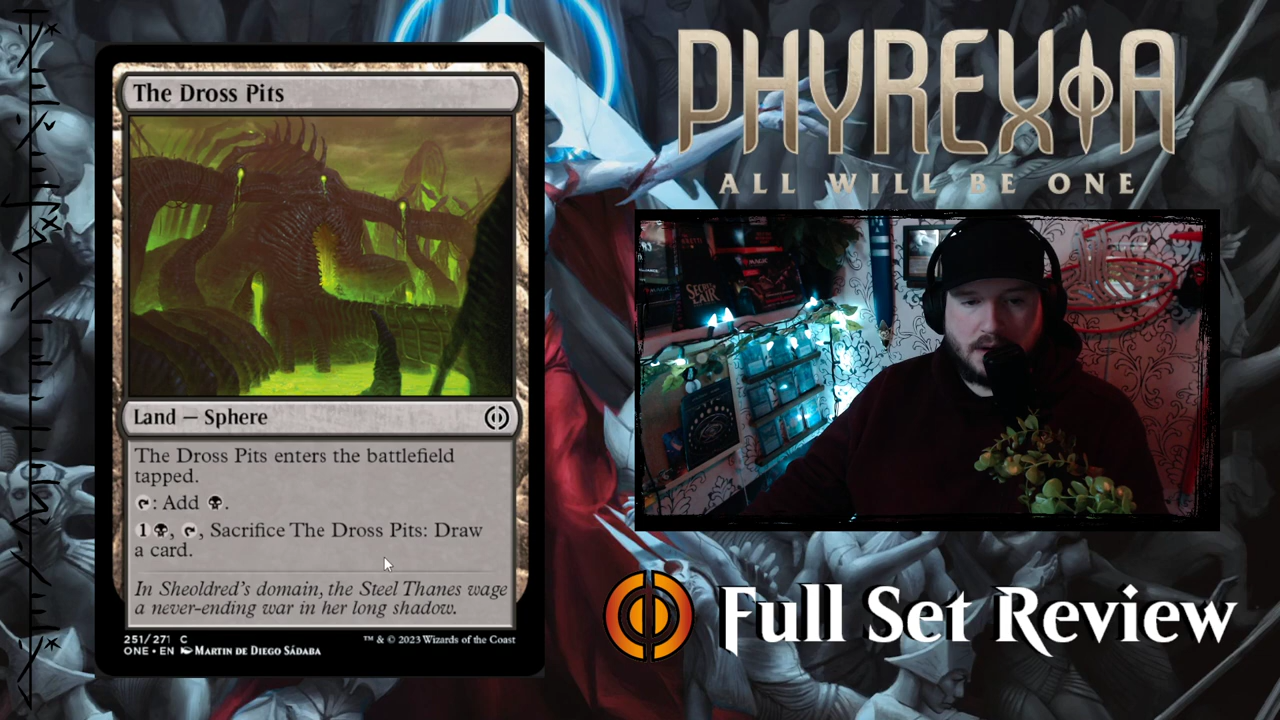 The Dross Pits
Land — Sphere
The Dross Pits enters the battlefield
tapped.
: Add .
1 , , Sacrifice The Dross Pits: Draw
a card.
In Sheoldred's domain, the Steel Thanes wage
a never-ending war in her long shadow.
251/271 C
ONE • EN MARTIN DE DIEGO SÁDABA
™ & © 2023 Wizards of the Coast
PHYREXIA
ALL WILL BE ONE
SECRET
LAIR
Full Set Review